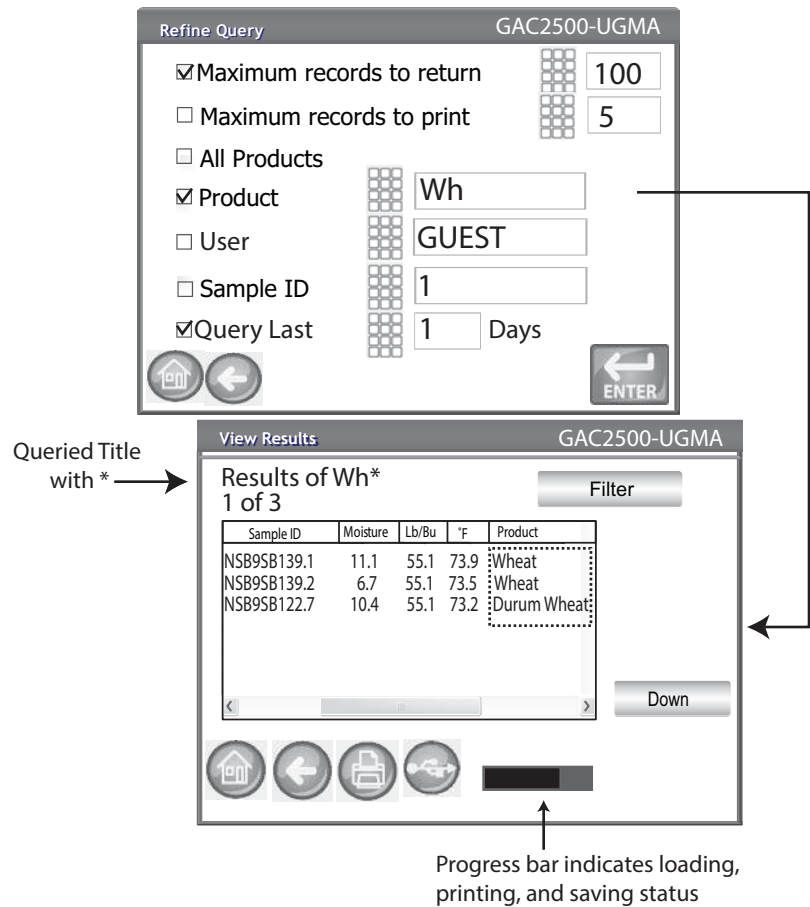 Refine Query GAC2500-UGMA
Maximum records to return 100
Maximum records to print 5
All Products
Product Wh
User GUEST
Sample ID 1
Query Last 1 Days
ENTER
Queried Title
with *
View Results GAC2500-UGMA
Results of Wh*
1 of 3
Filter
Sample ID Moisture Lb/Bu °F Product
NSB9SB139.1 11.1 55.1 73.9 Wheat
NSB9SB139.2 6.7 55.1 73.5 Wheat
NSB9SB122.7 10.4 55.1 73.2 Durum Wheat
Down
Progress bar indicates loading,
printing, and saving status